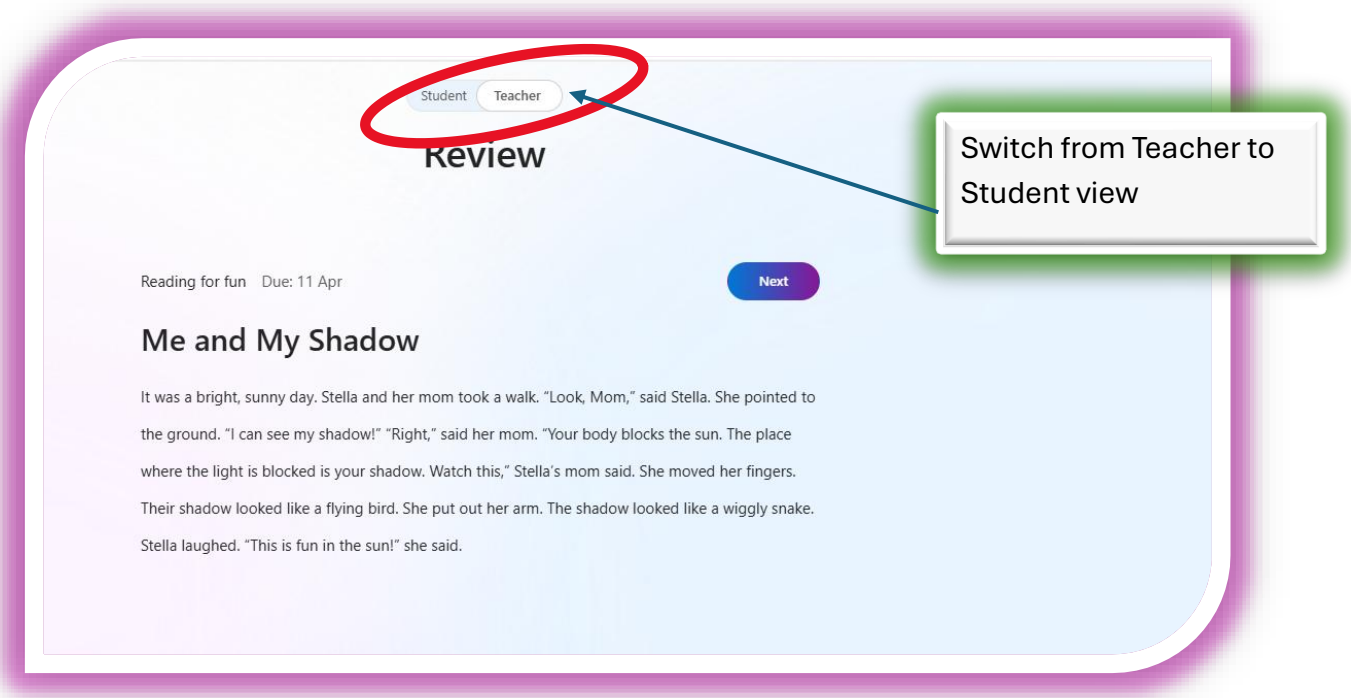 Student Teacher
Review
Switch from Teacher to
Student view
Reading for fun Due: 11 Apr
Next
Me and My Shadow
It was a bright, sunny day. Stella and her mom took a walk. “Look, Mom,” said Stella. She pointed to
the ground. “I can see my shadow!” “Right,” said her mom. “Your body blocks the sun. The place
where the light is blocked is your shadow. Watch this,” Stella’s mom said. She moved her fingers.
Their shadow looked like a flying bird. She put out her arm. The shadow looked like a wiggly snake.
Stella laughed. “This is fun in the sun!” she said.